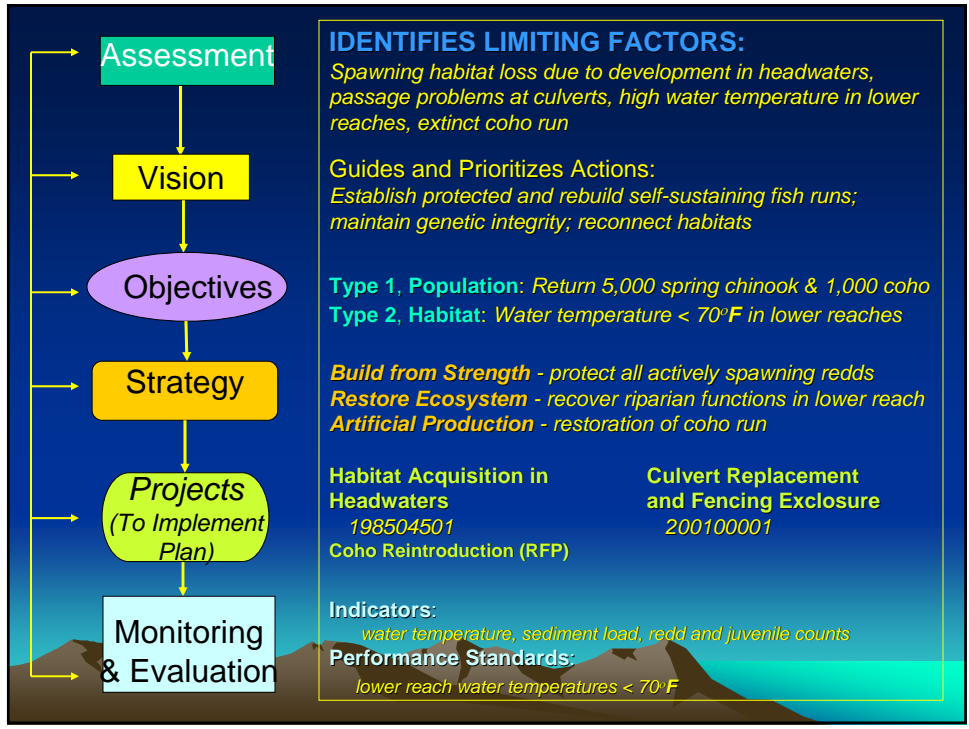 Assessment
IDENTIFIES LIMITING FACTORS:
Spawning habitat loss due to development in headwaters,
passage problems at culverts, high water temperature in lower
reaches, extinct coho run
Vision
Guides and Prioritizes Actions:
Establish protected and rebuild self-sustaining fish runs;
maintain genetic integrity; reconnect habitats
Objectives
Type 1, Population: Return 5,000 spring chinook & 1,000 coho
Type 2, Habitat: Water temperature < 70ºF in lower reaches
Strategy
Build from Strength - protect all actively spawning redds
Restore Ecosystem - recover riparian functions in lower reach
Artificial Production - restoration of coho run
Projects
(To Implement
Plan)
Habitat Acquisition in
Headwaters
198504501
Coho Reintroduction (RFP)
Culvert Replacement
and Fencing Exclosure
200100001
Monitoring
& Evaluation
Indicators:
water temperature, sediment load, redd and juvenile counts
Performance Standards:
lower reach water temperatures < 70ºF